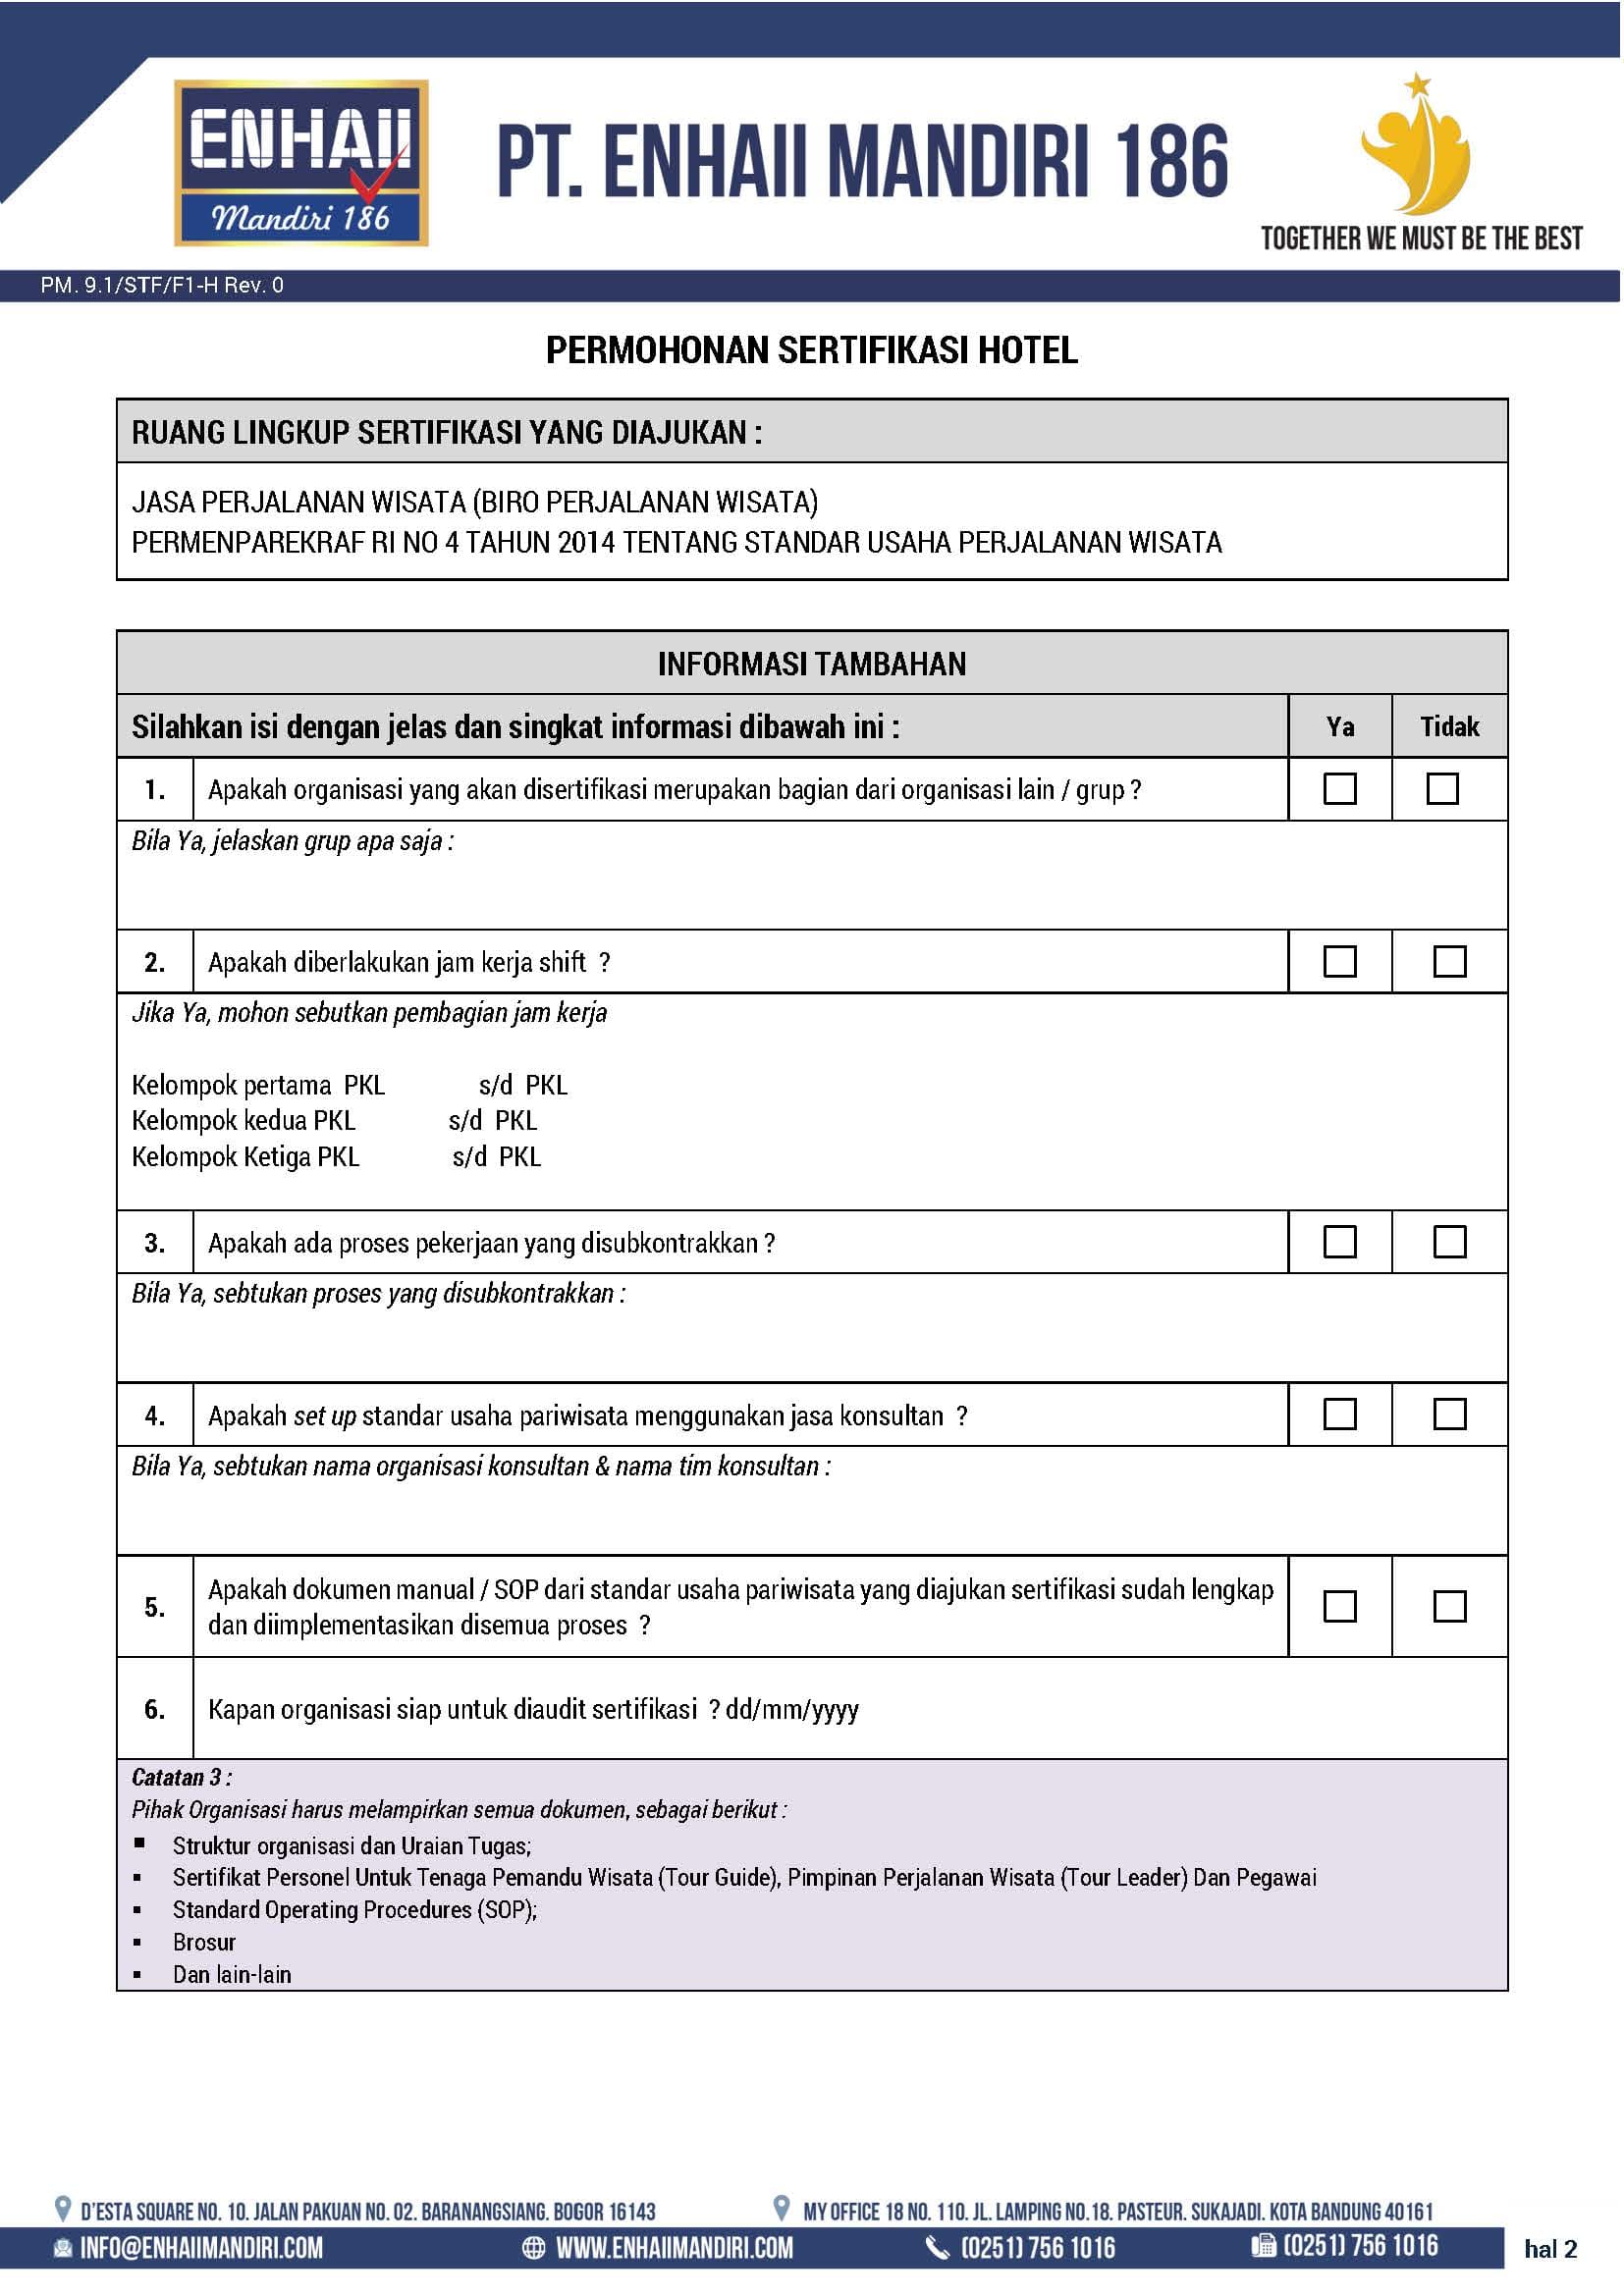 ENHAII
Mandiri 186
PT. ENHAII MANDIRI 186
TOGETHER WE MUST BE THE BEST
PM. 9.1/STF/F1-H Rev. 0
PERMOHONAN SERTIFIKASI HOTEL
RUANG LINGKUP SERTIFIKASI YANG DIAJUKAN :
JASA PERJALANAN WISATA (BIRO PERJALANAN WISATA)
PERMENPAREKRAF RI NO 4 TAHUN 2014 TENTANG STANDAR USAHA PERJALANAN WISATA
INFORMASI TAMBAHAN
Silahkan isi dengan jelas dan singkat informasi dibawah ini : Ya Tidak
1. Apakah organisasi yang akan disertifikasi merupakan bagian dari organisasi lain / grup ?
Bila Ya, jelaskan grup apa saja :
2. Apakah diberlakukan jam kerja shift ?
Jika Ya, mohon sebutkan pembagian jam kerja
Kelompok pertama PKL s/d PKL
Kelompok kedua PKL s/d PKL
Kelompok Ketiga PKL s/d PKL
3. Apakah ada proses pekerjaan yang disubkontrakkan ?
Bila Ya, sebtukan proses yang disubkontrakkan :
4. Apakah set up standar usaha pariwisata menggunakan jasa konsultan ?
Bila Ya, sebtukan nama organisasi konsultan & nama tim konsultan :
5. Apakah dokumen manual / SOP dari standar usaha pariwisata yang diajukan sertifikasi sudah lengkap
dan diimplementasikan disemua proses ?
6. Kapan organisasi siap untuk diaudit sertifikasi ? dd/mm/yyyy
Catatan 3 :
Pihak Organisasi harus melampirkan semua dokumen, sebagai berikut :
▪ Struktur organisasi dan Uraian Tugas;
▪ Sertifikat Personel Untuk Tenaga Pemandu Wisata (Tour Guide), Pimpinan Perjalanan Wisata (Tour Leader) Dan Pegawai
▪ Standard Operating Procedures (SOP);
▪ Brosur
▪ Dan lain-lain
D'ESTA SQUARE NO. 10. JALAN PAKUAN NO. 02. BARANANGSIANG. BOGOR 16143
MY OFFICE 18 NO. 110. JL. LAMPING NO.18. PASTEUR. SUKAJADI. KOTA BANDUNG 40161
INFO@ENHAIIMANDIRI.COM
WWW.ENHAIIMANDIRI.COM
(0251) 756 1016
(0251) 756 1016
hal 2